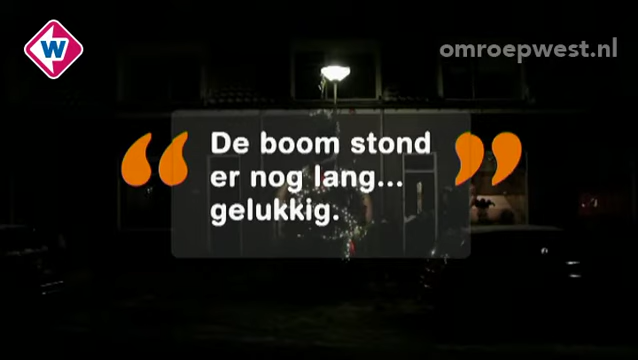 W
omroepwest.nl
“De boom stond
er nog lang...
gelukkig.”